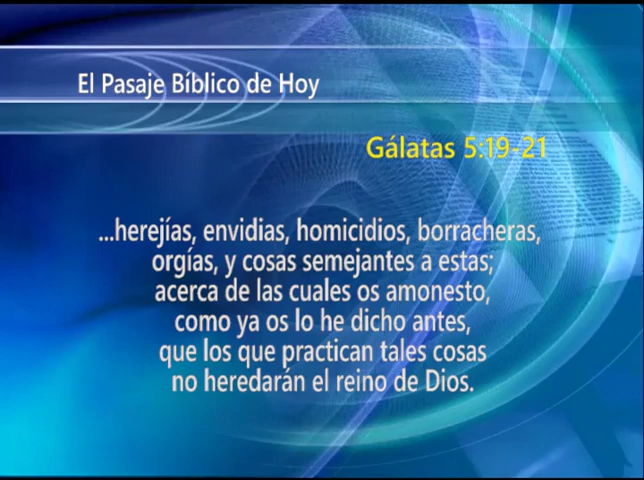 El Pasaje Bíblico de Hoy
Gálatas 5:19-21
...herejías, envidias, homicidios, borracheras,
orgías, y cosas semejantes a estas;
acerca de las cuales os amonesto,
como ya os lo he dicho antes,
que los que practican tales cosas
no heredarán el reino de Dios.